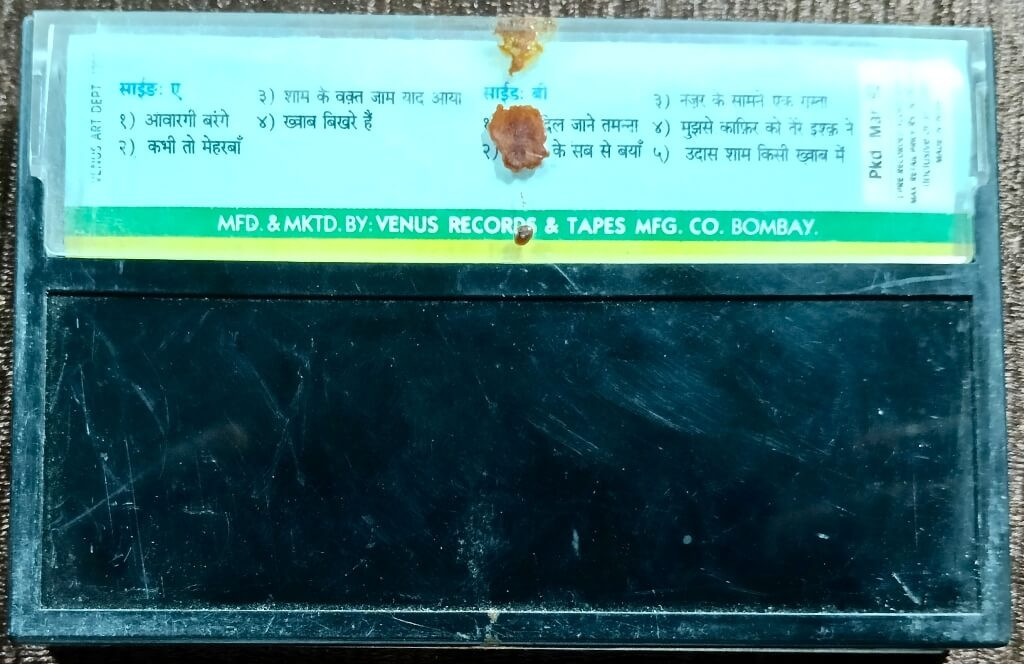 VENUS ART DEPT
साईड: ए
१) आवारगी बरंगे
२) कभी तो मेहरबाँ
३) शाम के वक़्त जाम याद आया
४) ख्वाब बिखरे हैं
साईड: बी
दिल जाने तमन्ना
२) के सब से बयाँ
३) नज़र के सामने एक
४) मुझसे काफ़िर को तेरे इश्क़ ने
५) उदास शाम किसी ख्वाब में
Pkd Mar
MFD. & MKTD. BY: VENUS RECORDS & TAPES MFG. CO. BOMBAY.